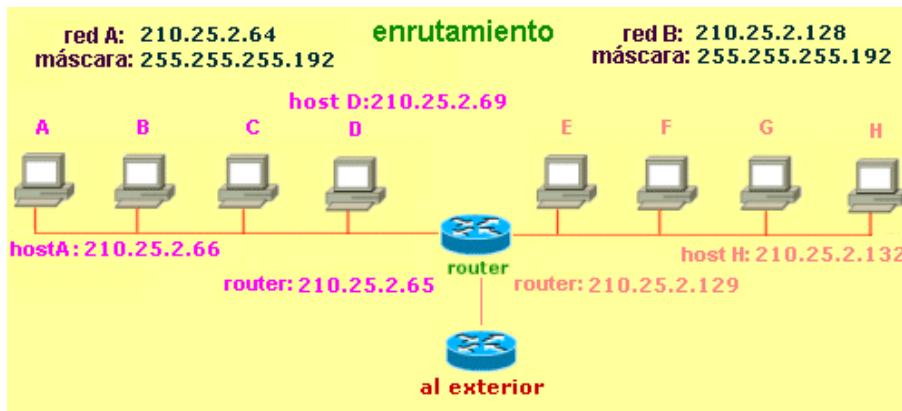 red A: 210.25.2.64
máscara: 255.255.255.192
enrutamiento
red B: 210.25.2.128
máscara: 255.255.255.192
host D:210.25.2.69
A B C D E F G H
hostA: 210.25.2.66
router
host H: 210.25.2.132
router: 210.25.2.65
router: 210.25.2.129
al exterior